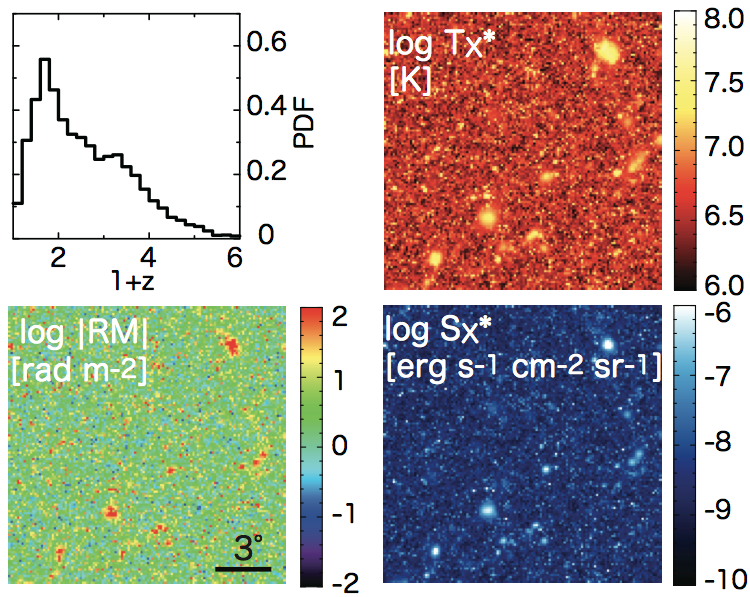 0.6
0.4
0.2
0
PDF
2
4
6
1+z
log Tx*
[K]
8.0
7.5
7.0
6.5
6.0
log |RM|
[rad m-2]
3°
2
1
0
-1
-2
log Sx*
[erg s-1 cm-2 sr-1]
-6
-7
-8
-9
-10